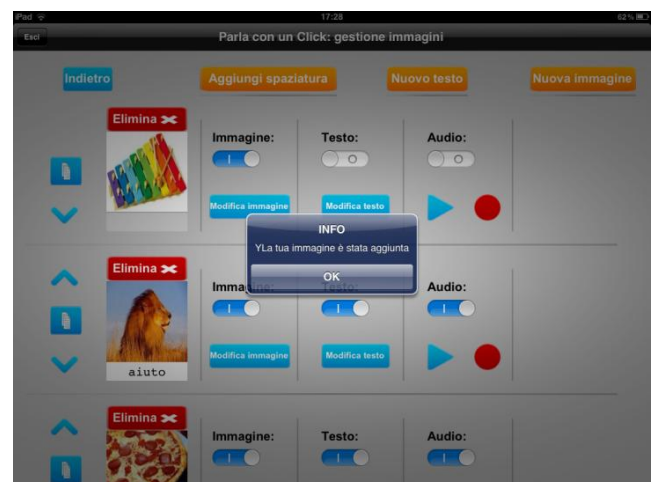 iPad 17:28 62%
Esci Parla con un Click: gestione immagini
Indietro Aggiungi spaziatura Nuovo testo Nuova immagine
Elimina
Immagine: Testo: Audio:
Modifica immagine Modifica testo
INFO
YLa tua immagine è stata aggiunta
OK
Elimina
Immagine: Testo: Audio:
Modifica immagine Modifica testo
aiuto
Elimina
Immagine: Testo: Audio: